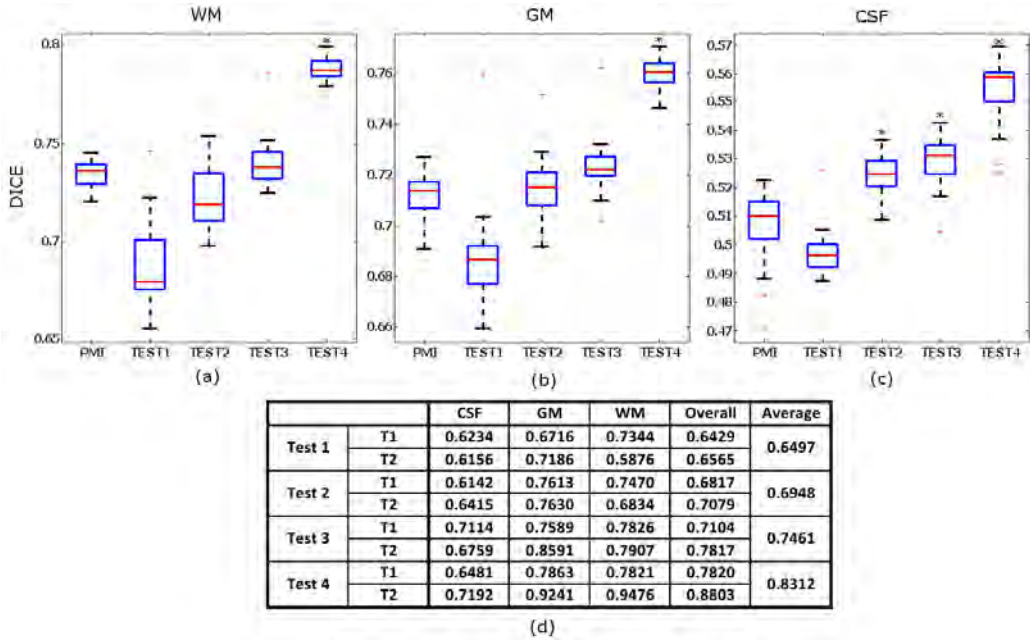 WM
GM
CSF
DICE
0.8
0.75
0.7
0.65
PMI TEST1 TEST2 TEST3 TEST4
(a)
0.76
0.74
0.72
0.7
0.68
0.66
PMI TEST1 TEST2 TEST3 TEST4
(b)
0.57
0.56
0.55
0.54
0.53
0.52
0.51
0.5
0.49
0.48
0.47
PMI TEST1 TEST2 TEST3 TEST4
(c)
CSF GM WM Overall Average
Test 1 T1 0.6234 0.6716 0.7344 0.6429 0.6497
T2 0.6156 0.7186 0.5876 0.6565
Test 2 T1 0.6142 0.7613 0.7470 0.6817 0.6948
T2 0.6415 0.7630 0.6834 0.7079
Test 3 T1 0.7114 0.7589 0.7826 0.7104 0.7461
T2 0.6759 0.8591 0.7907 0.7817
Test 4 T1 0.6481 0.7863 0.7821 0.7820 0.8312
T2 0.7192 0.9241 0.9476 0.8803
(d)